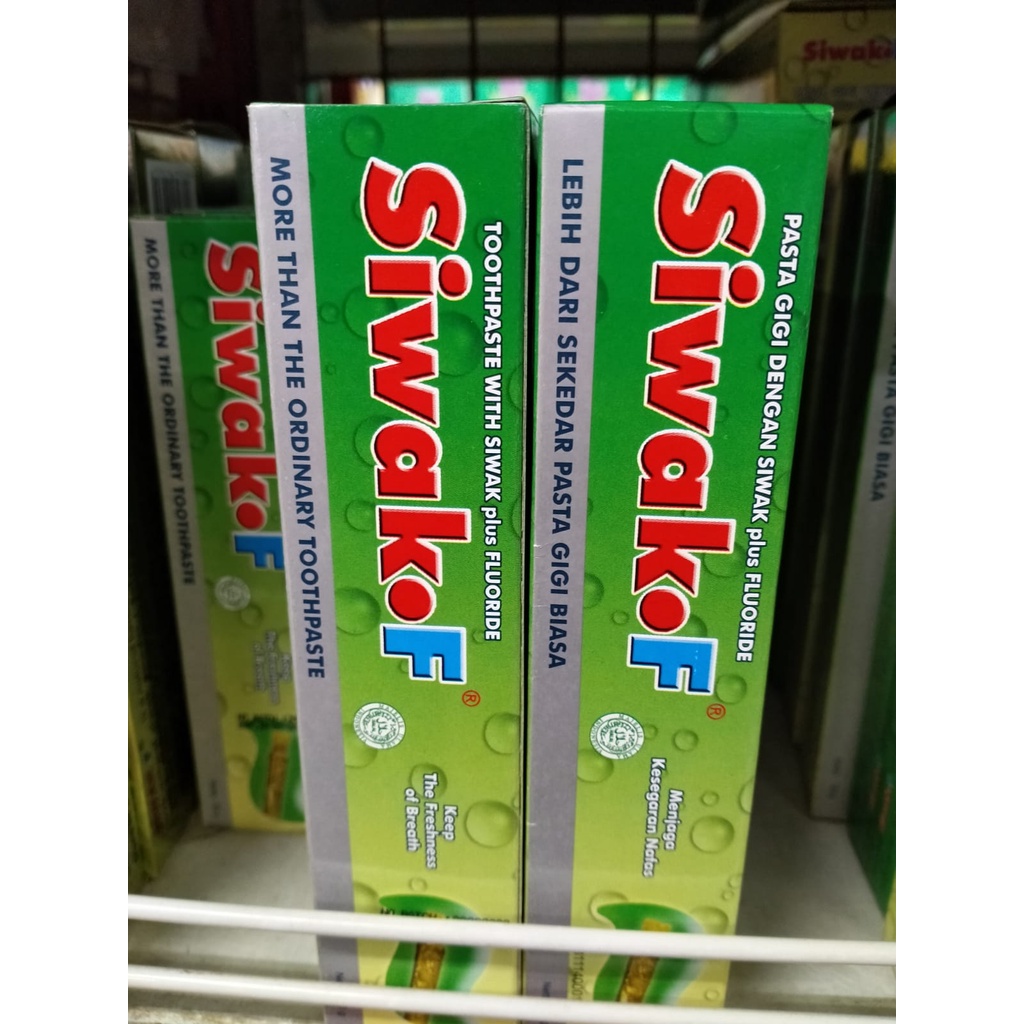 Siwak
MORE THAN THE ORDINARY TOOTHPASTE
Siwak•F
MORE THAN THE ORDINARY TOOTHPASTE
TOOTHPASTE WITH SIWAK plus FLUORIDE
Siwak•F®
Keep
The Freshness
of Breath
LEBIH DARI SEKEDAR PASTA GIGI BIASA
PASTA GIGI DENGAN SIWAK plus FLUORIDE
Siwak•F®
Menjaga
Kesegaran Nafas
PASTA GIGI BIASA